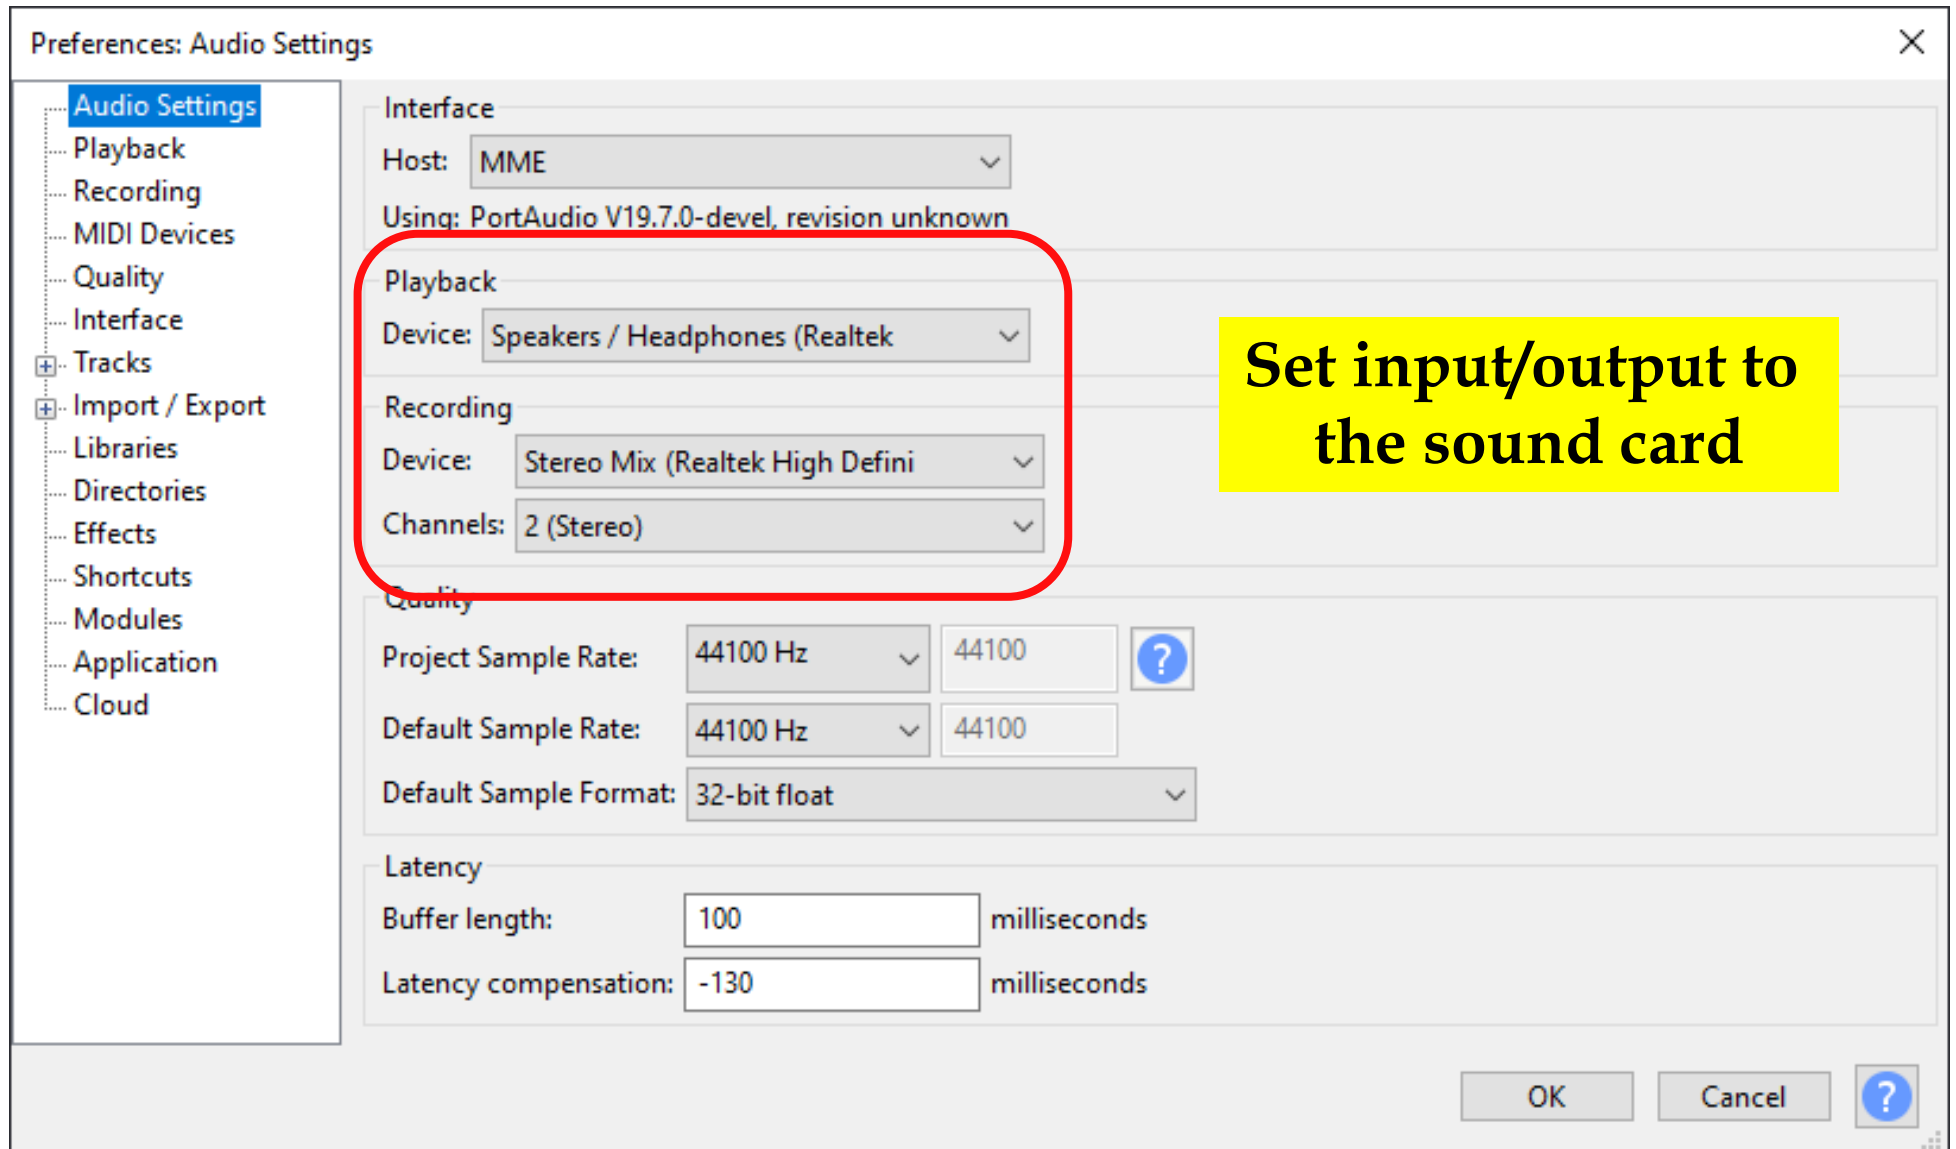 Preferences: Audio Settings
Audio Settings
Playback
Recording
MIDI Devices
Quality
Interface
Tracks
Import / Export
Libraries
Directories
Effects
Shortcuts
Modules
Application
Cloud
Interface
Host: MME
Using: PortAudio V19.7.0-devel, revision unknown
Playback
Device: Speakers / Headphones (Realtek
Recording
Device: Stereo Mix (Realtek High Defini
Channels: 2 (Stereo)
Set input/output to
the sound card
Quality
Project Sample Rate: 44100 Hz 44100 ?
Default Sample Rate: 44100 Hz 44100
Default Sample Format: 32-bit float
Latency
Buffer length: 100 milliseconds
Latency compensation: -130 milliseconds
OK Cancel ?